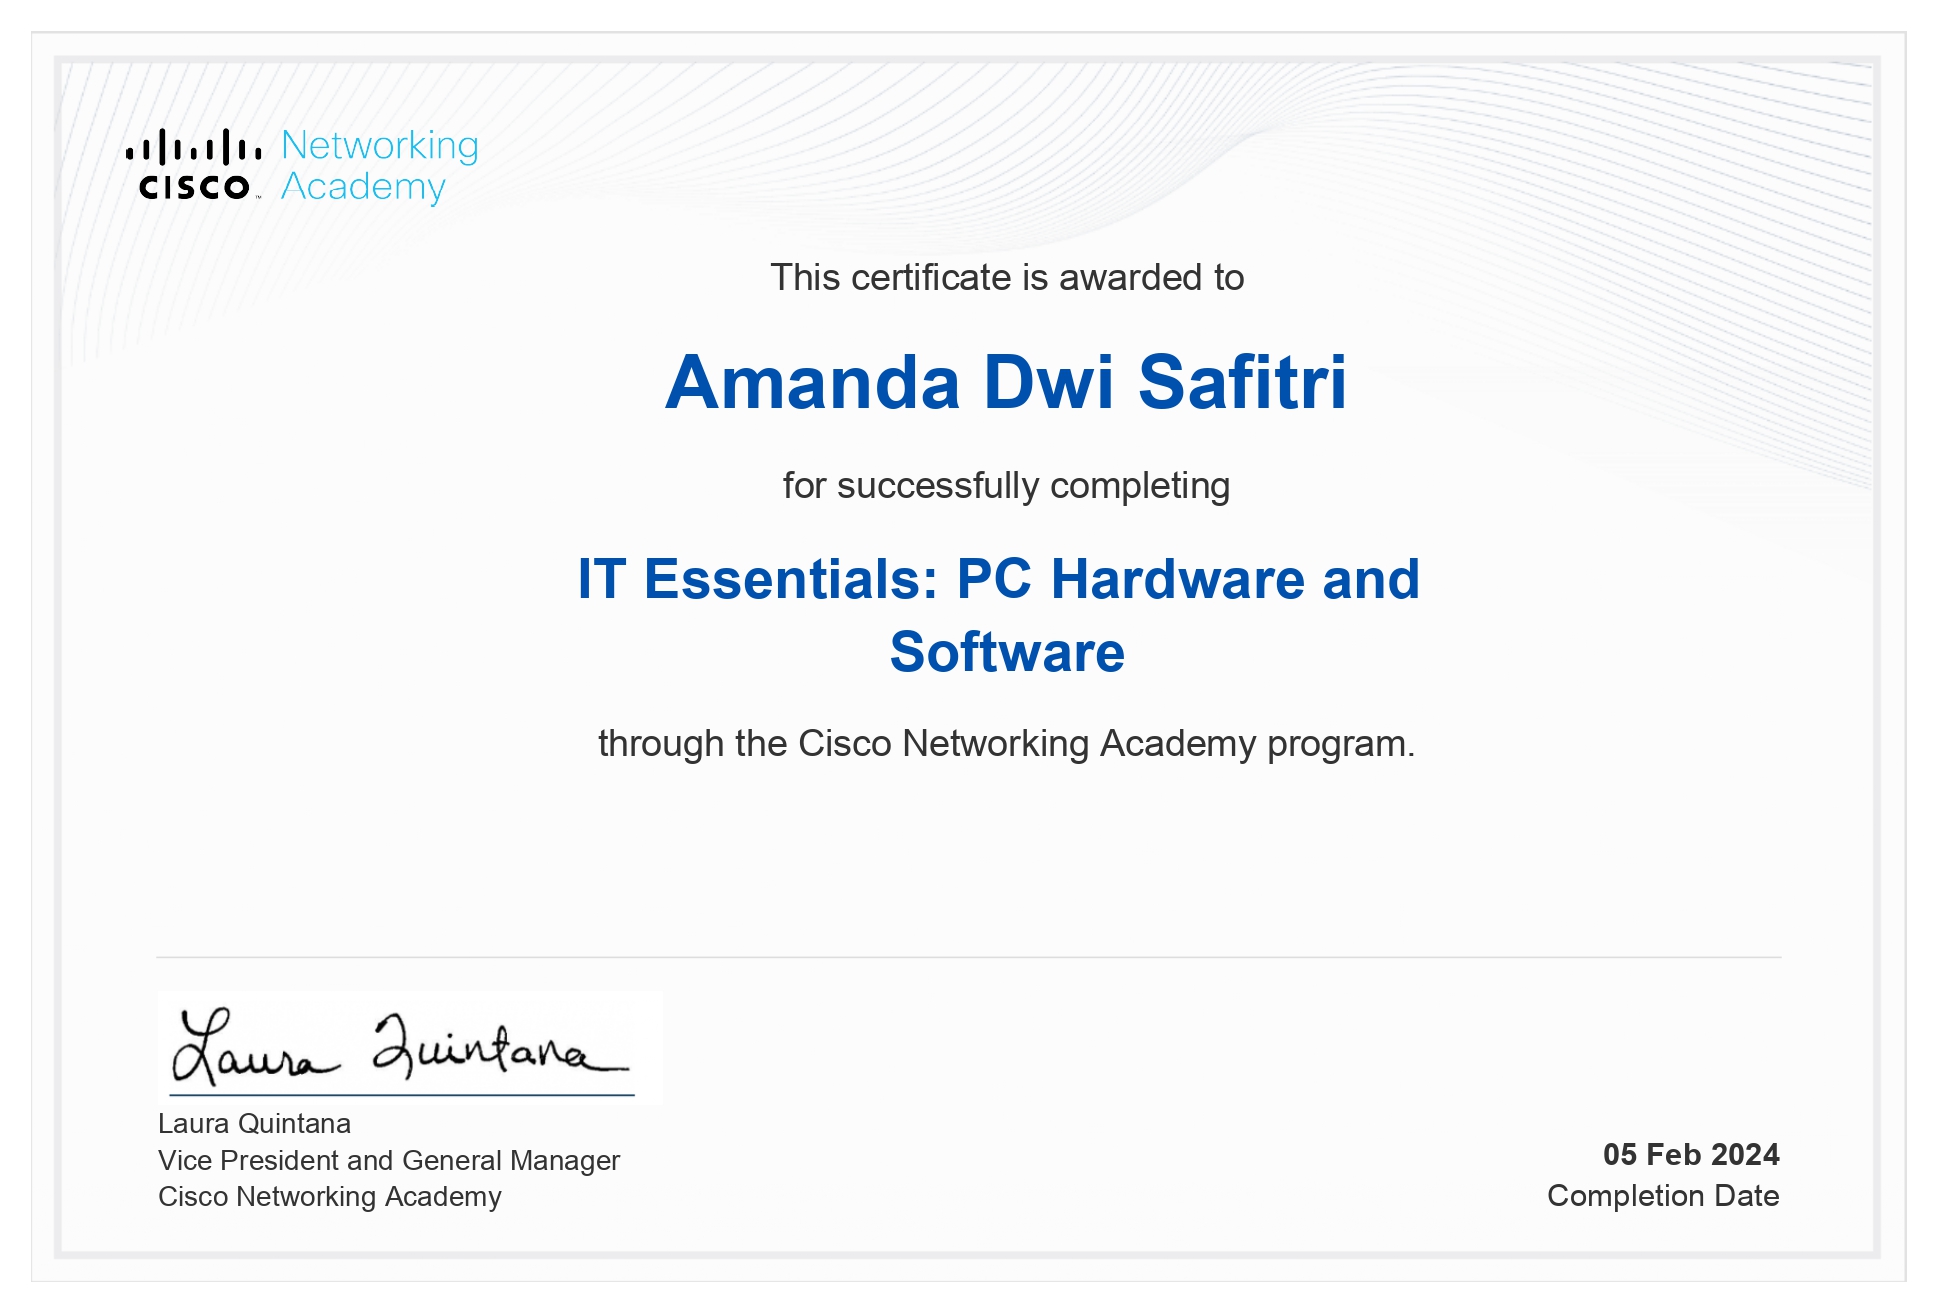 Networking
CISCO™ Academy
This certificate is awarded to
Amanda Dwi Safitri
for successfully completing
IT Essentials: PC Hardware and
Software
through the Cisco Networking Academy program.
Laura Quintana
Laura Quintana
Vice President and General Manager
Cisco Networking Academy
05 Feb 2024
Completion Date